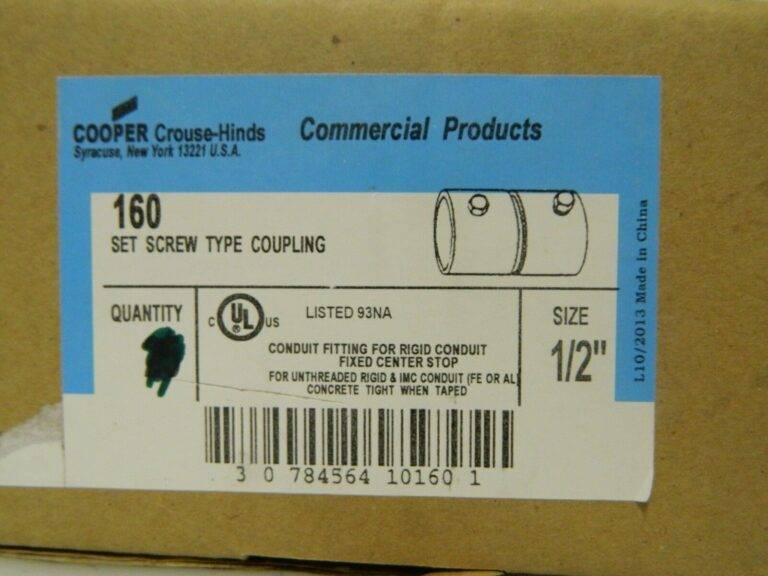 COOPER Crouse-Hinds
Syracuse, New York 13221 U.S.A.
Commercial Products
160
SET SCREW TYPE COUPLING
QUANTITY
C UL ® US
LISTED 93NA
CONDUIT FITTING FOR RIGID CONDUIT
FIXED CENTER STOP
FOR UNTHREADED RIGID & IMC CONDUIT (FE OR AL)
CONCRETE TIGHT WHEN TAPED
SIZE
1/2"
3 0 784564 10160 1
L10/2013 Made in China